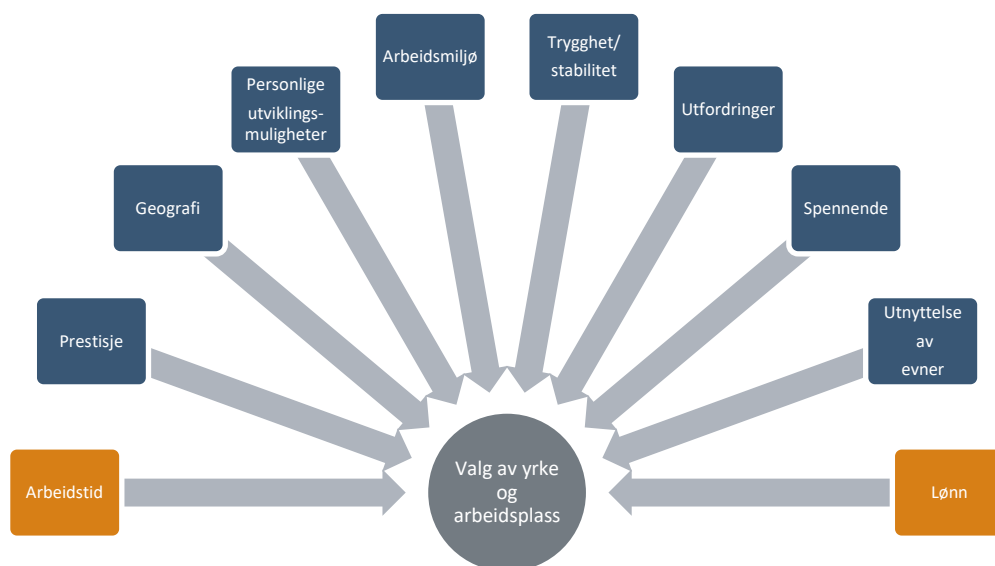 Arbeidstid
Prestisje
Geografi
Personlige
utviklings-
muligheter
Arbeidsmiljø
Trygghet/
stabilitet
Utfordringer
Spennende
Utnyttelse
av
evner
Lønn
Valg av yrke
og
arbeidsplass